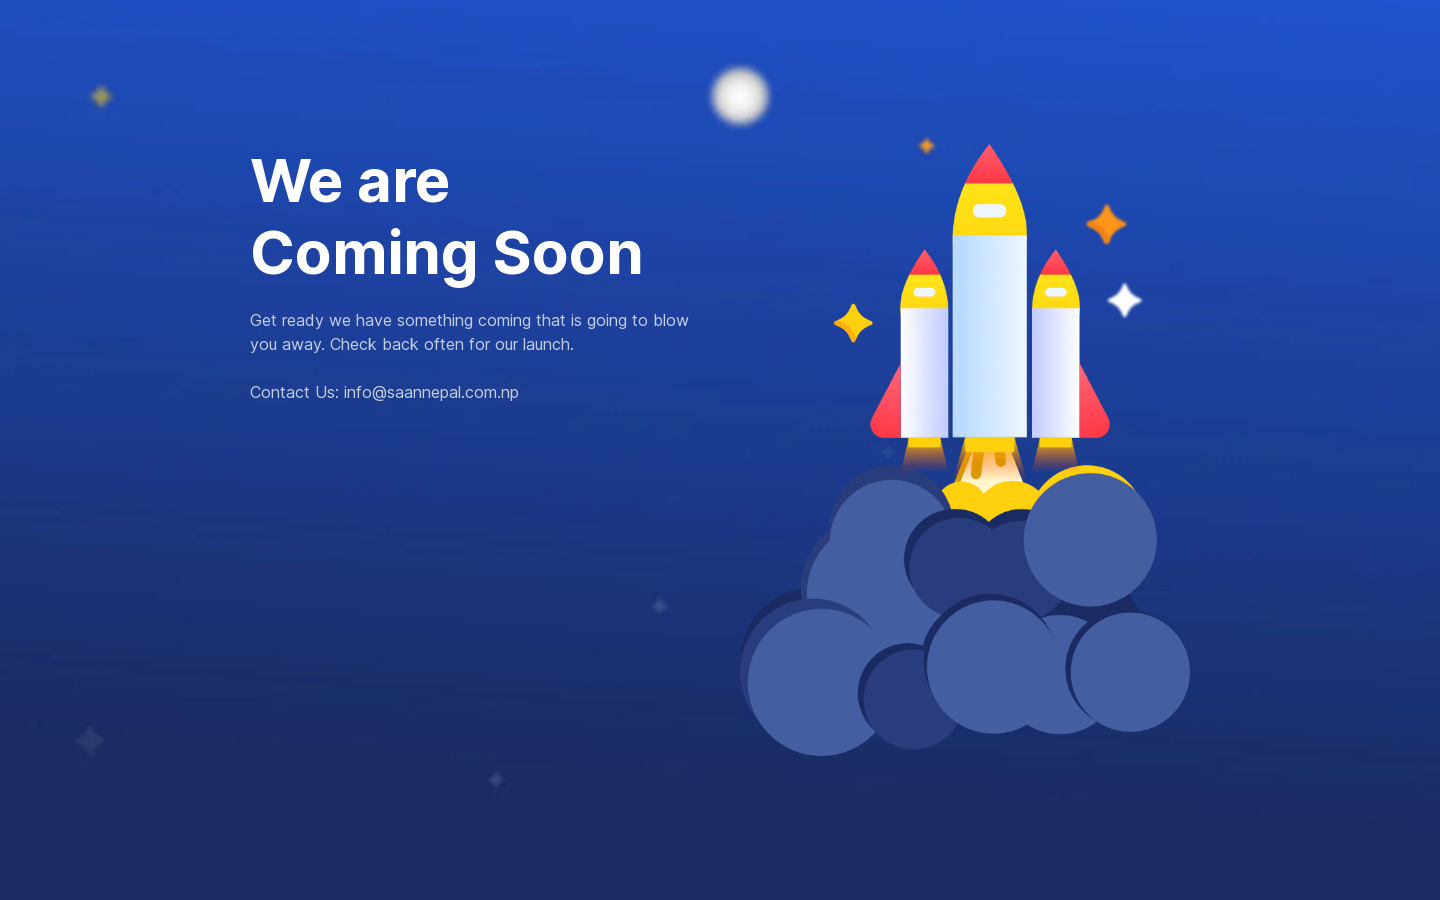 We are
Coming Soon
Get ready we have something coming that is going to blow
you away. Check back often for our launch.
Contact Us: info@saannepal.com.np